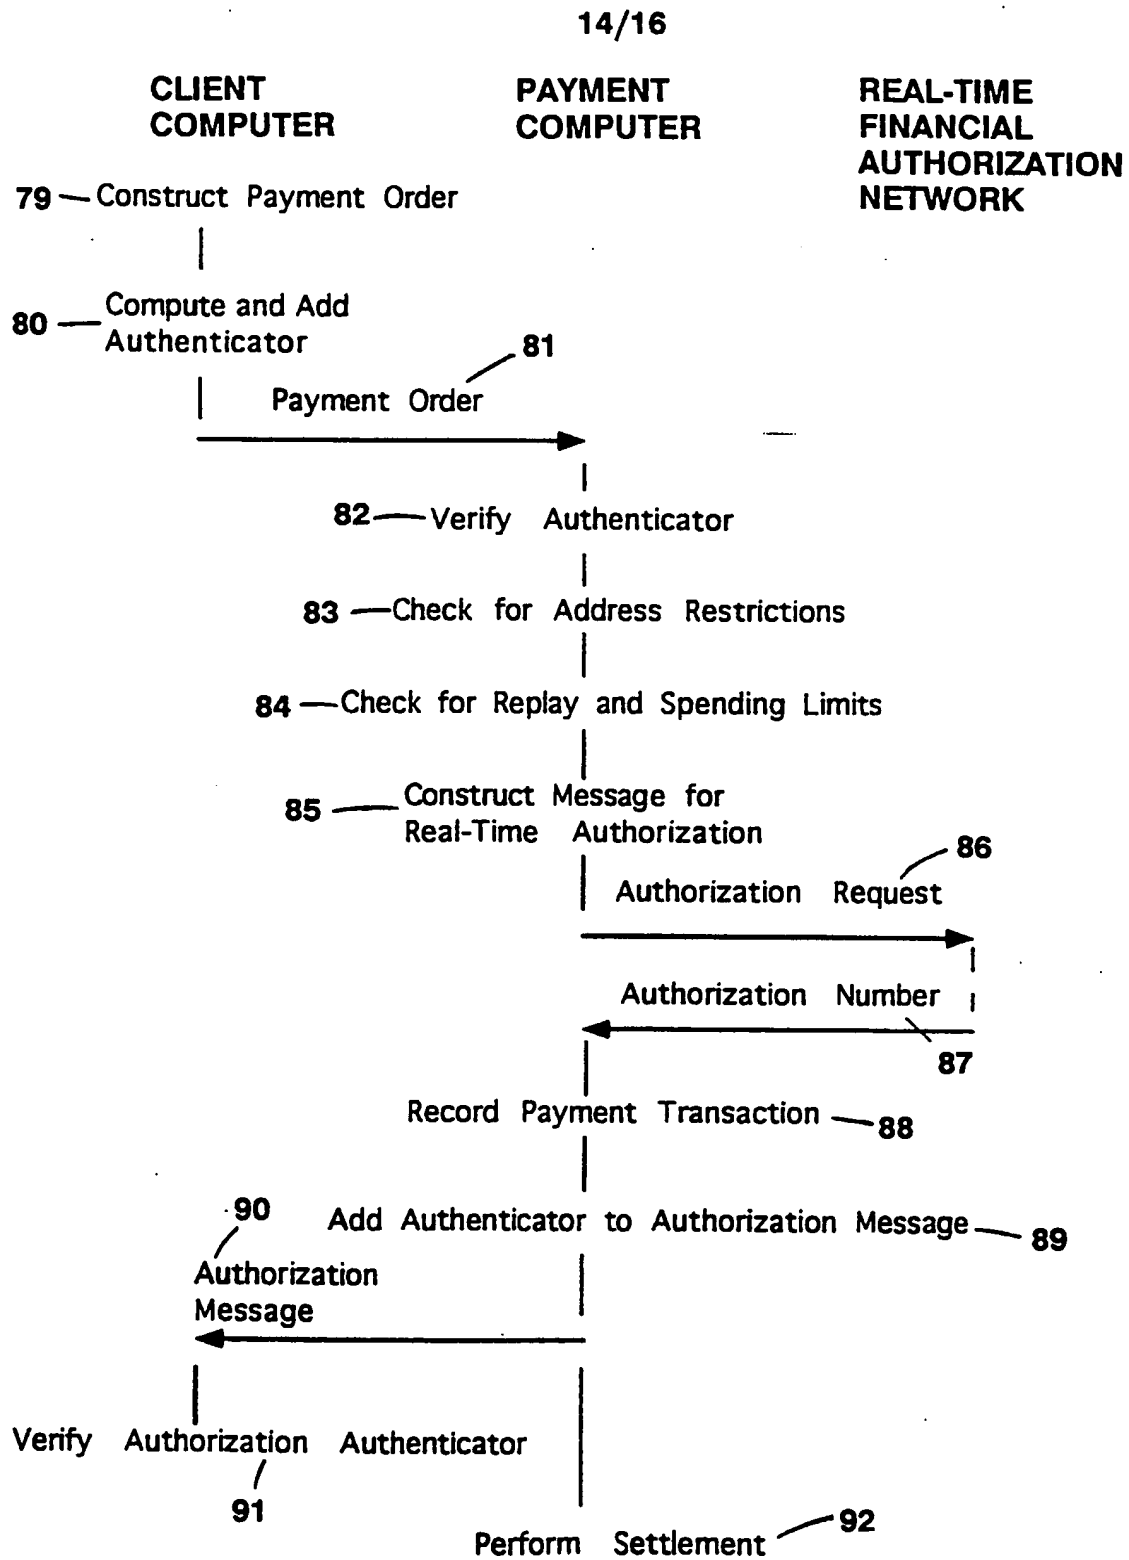 14/16
CLIENT
COMPUTER
PAYMENT
COMPUTER
REAL-TIME
FINANCIAL
AUTHORIZATION
NETWORK
79 Construct Payment Order
80 Compute and Add
Authenticator
81
Payment Order
82 Verify Authenticator
83 Check for Address Restrictions
84 Check for Replay and Spending Limits
85 Construct Message for
Real-Time Authorization
86
Authorization Request
Authorization Number
87
Record Payment Transaction 88
90
Add Authenticator to Authorization Message 89
Authorization
Message
Verify Authorization Authenticator
91
Perform Settlement 92